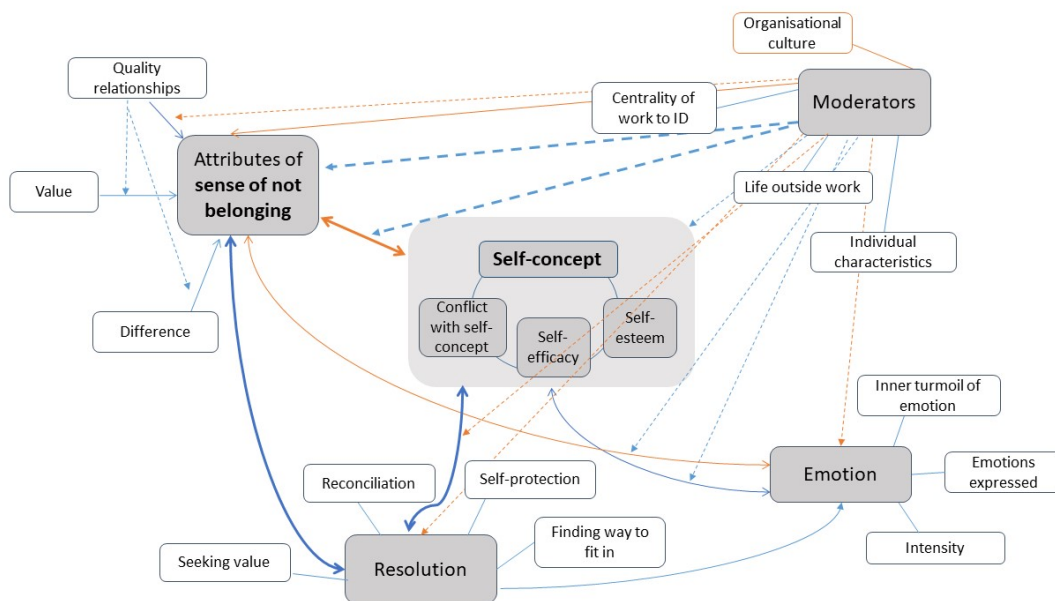 Organisational
culture
Quality
relationships
Centrality of
work to ID
Moderators
Attributes of
sense of not
belonging
Value
Life outside work
Self-concept
Individual
characteristics
Difference
Conflict
with self-
concept
Self-
efficacy
Self-
esteem
Inner turmoil of
emotion
Reconciliation
Self-protection
Emotion
Emotions
expressed
Seeking value
Resolution
Finding way to
fit in
Intensity